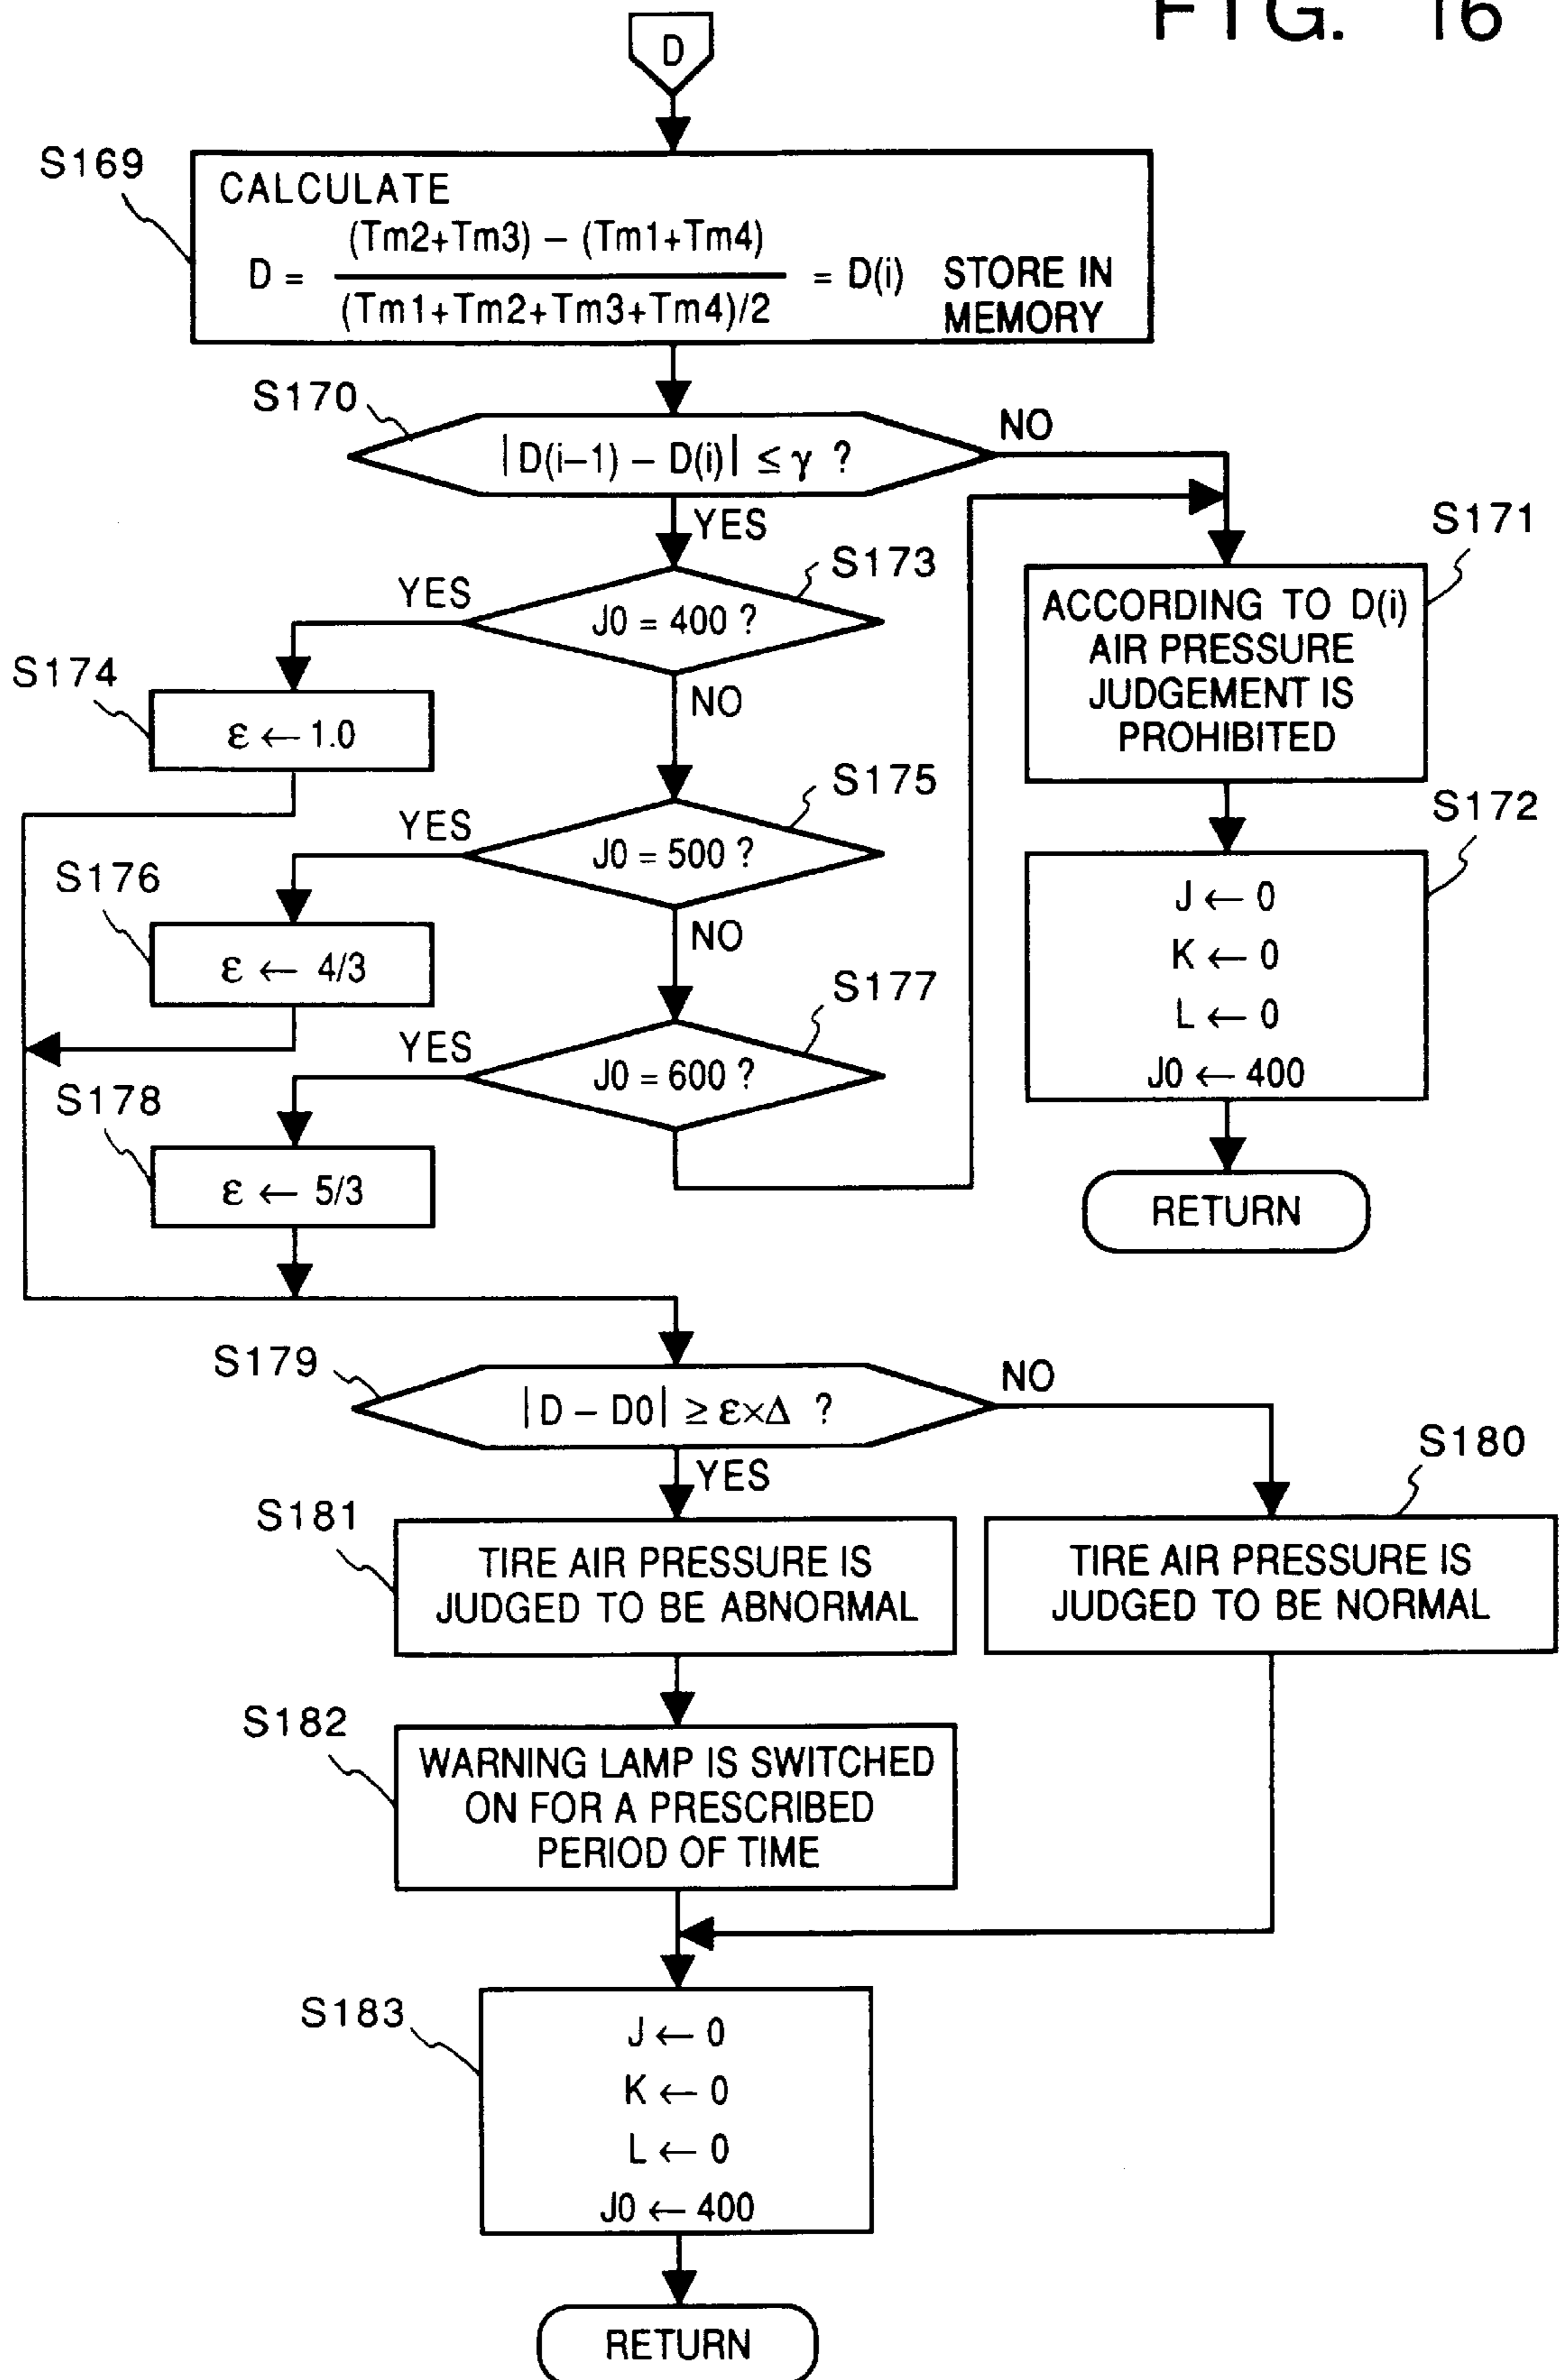 FIG. 16
D
S169
CALCULATE
D = (Tm2+Tm3) – (Tm1+Tm4) / (Tm1+Tm2+Tm3+Tm4)/2 = D(i) STORE IN
MEMORY
S170
|D(i–1) – D(i)| ≤ γ ?
NO
YES
S171
ACCORDING TO D(i)
AIR PRESSURE
JUDGEMENT IS
PROHIBITED
S172
J ← 0
K ← 0
L ← 0
J0 ← 400
RETURN
S173
J0 = 400 ?
YES
NO
S174
ε ← 1.0
S175
J0 = 500 ?
YES
NO
S176
ε ← 4/3
S177
J0 = 600 ?
YES
S178
ε ← 5/3
S179
|D – D0| ≥ ε×Δ ?
NO
YES
S180
TIRE AIR PRESSURE IS
JUDGED TO BE NORMAL
S181
TIRE AIR PRESSURE IS
JUDGED TO BE ABNORMAL
S182
WARNING LAMP IS SWITCHED
ON FOR A PRESCRIBED
PERIOD OF TIME
S183
J ← 0
K ← 0
L ← 0
J0 ← 400
RETURN